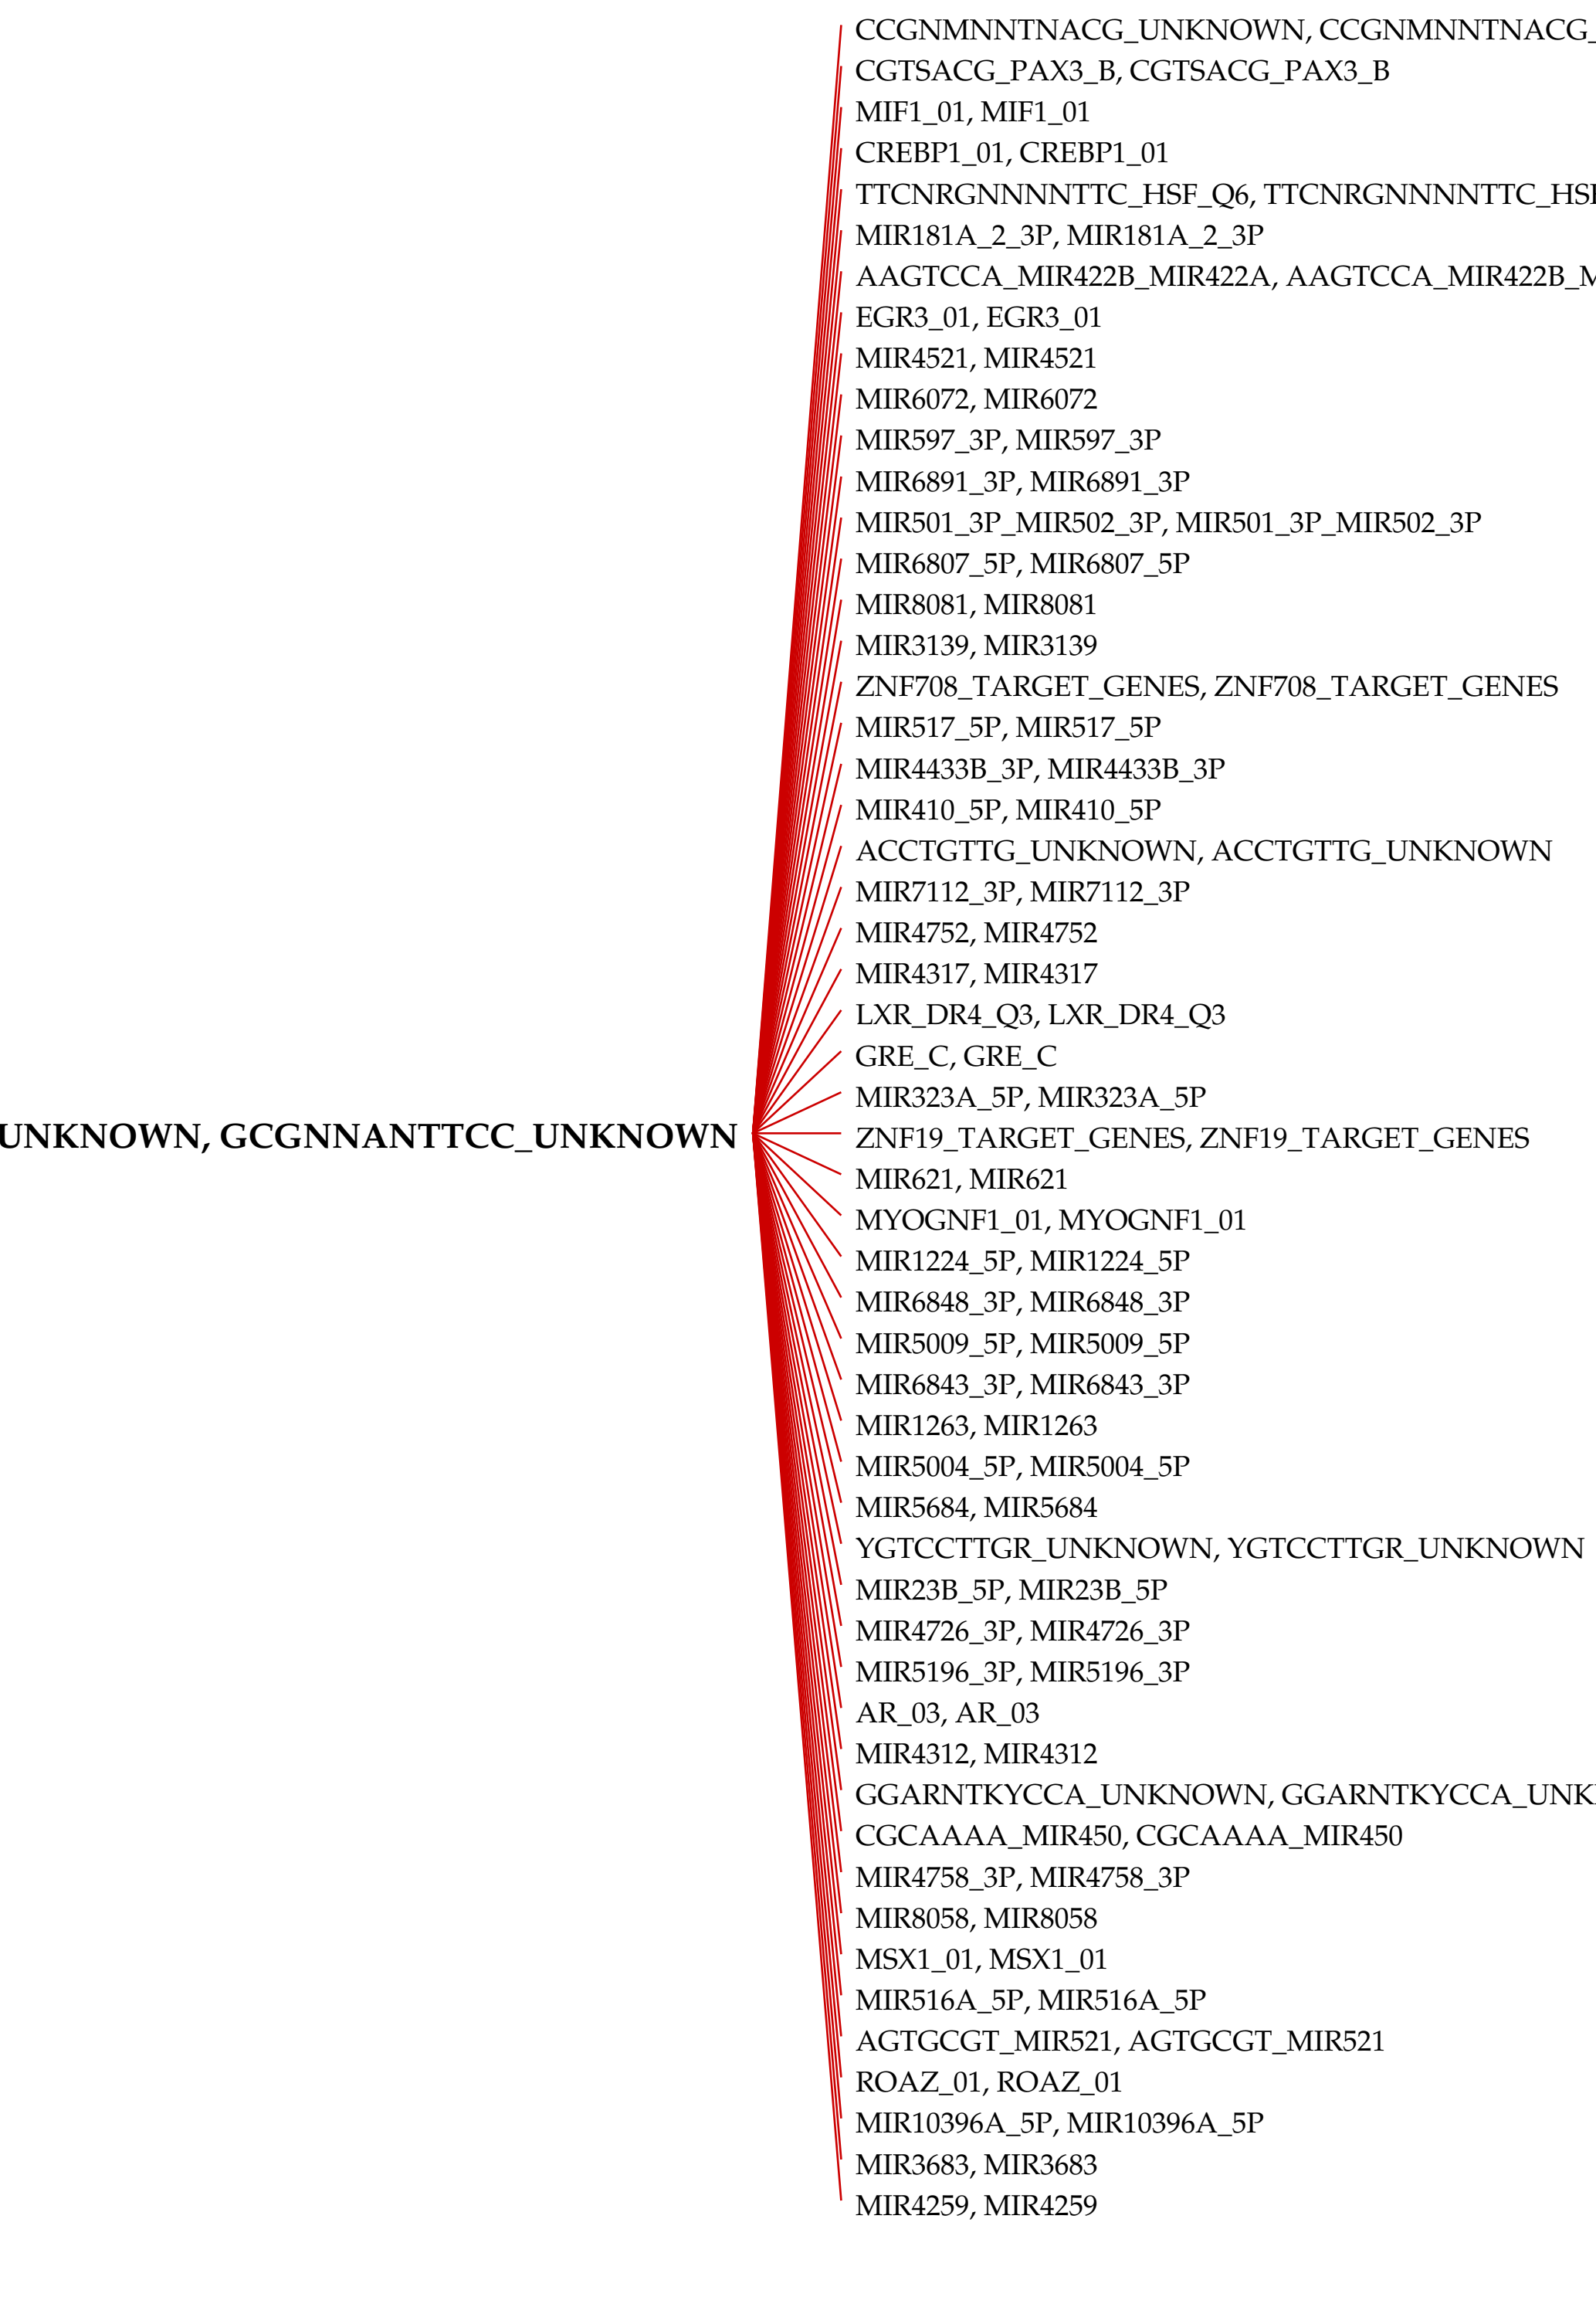 CCGNMNNTNACG_UNKNOWN, CCGNMNNTNACG_
CGTSACG_PAX3_B, CGTSACG_PAX3_B
MIF1_01, MIF1_01
CREBP1_01, CREBP1_01
TTCNRGNNNNTTC_HSF_Q6, TTCNRGNNNNTTC_HSF
MIR181A_2_3P, MIR181A_2_3P
AAGTCCA_MIR422B_MIR422A, AAGTCCA_MIR422B_M
EGR3_01, EGR3_01
MIR4521, MIR4521
MIR6072, MIR6072
MIR597_3P, MIR597_3P
MIR6891_3P, MIR6891_3P
MIR501_3P_MIR502_3P, MIR501_3P_MIR502_3P
MIR6807_5P, MIR6807_5P
MIR8081, MIR8081
MIR3139, MIR3139
ZNF708_TARGET_GENES, ZNF708_TARGET_GENES
MIR517_5P, MIR517_5P
MIR4433B_3P, MIR4433B_3P
MIR410_5P, MIR410_5P
ACCTGTTG_UNKNOWN, ACCTGTTG_UNKNOWN
MIR7112_3P, MIR7112_3P
MIR4752, MIR4752
MIR4317, MIR4317
LXR_DR4_Q3, LXR_DR4_Q3
GRE_C, GRE_C
MIR323A_5P, MIR323A_5P
UNKNOWN, GCGNNANTTCC_UNKNOWN
ZNF19_TARGET_GENES, ZNF19_TARGET_GENES
MIR621, MIR621
MYOGNF1_01, MYOGNF1_01
MIR1224_5P, MIR1224_5P
MIR6848_3P, MIR6848_3P
MIR5009_5P, MIR5009_5P
MIR6843_3P, MIR6843_3P
MIR1263, MIR1263
MIR5004_5P, MIR5004_5P
MIR5684, MIR5684
YGTCCTTGR_UNKNOWN, YGTCCTTGR_UNKNOWN
MIR23B_5P, MIR23B_5P
MIR4726_3P, MIR4726_3P
MIR5196_3P, MIR5196_3P
AR_03, AR_03
MIR4312, MIR4312
GGARNTKYCCA_UNKNOWN, GGARNTKYCCA_UNK
CGCAAAA_MIR450, CGCAAAA_MIR450
MIR4758_3P, MIR4758_3P
MIR8058, MIR8058
MSX1_01, MSX1_01
MIR516A_5P, MIR516A_5P
AGTGCGT_MIR521, AGTGCGT_MIR521
ROAZ_01, ROAZ_01
MIR10396A_5P, MIR10396A_5P
MIR3683, MIR3683
MIR4259, MIR4259